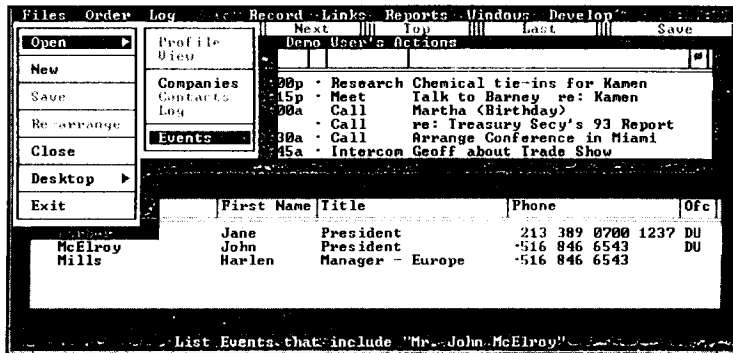 Files Order Log Record Links Reports Windows Develop
Next Top Last Save
Demo User's Actions
Open
New
Save
Re-arrange
Close
Desktop
Exit
Profile
View
Companies
Contacts
Log
Events
00p · Research Chemical tie-ins for Kamen
15p · Meet Talk to Barney re: Kamen
00a Call Martha (Birthday)
· Call re: Treasury Secy's 93 Report
30a · Call Arrange Conference in Miami
45a · Intercom Geoff about Trade Show
First Name Title Phone Ofc
Jane President 213 389 0700 1237 DU
McElroy John President -516 846 6543 DU
Mills Harlen Manager - Europe -516 846 6543
List Events that include "Mr. John McElroy"